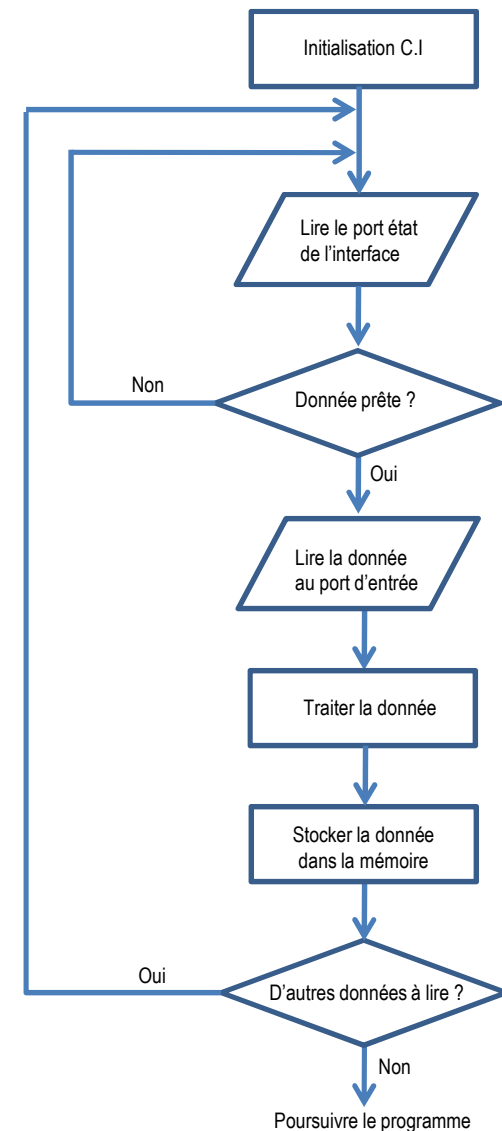 Initialisation C.I
Lire le port état
de l'interface
Non
Donnée prête ?
Oui
Lire la donnée
au port d'entrée
Traiter la donnée
Stocker la donnée
dans la mémoire
Oui
D'autres données à lire ?
Non
Poursuivre le programme